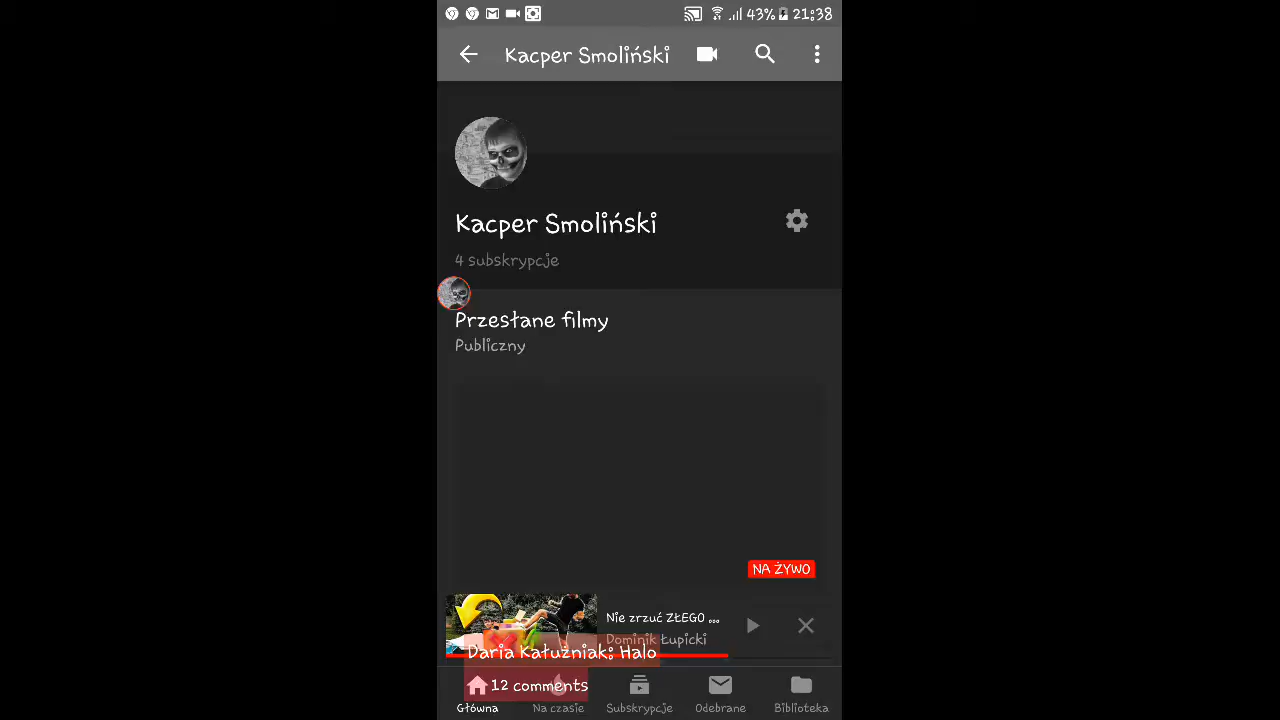 43% 21:38
Kacper Smoliński
Kacper Smoliński
4 subskrypcje
Przesłane filmy
Publiczny
NA ŻYWO
Nie zrzuć ZŁEGO ...
Dominik Łupicki
Daria Kałużniak: Halo
12 comments
Główna Na czasie Subskrypcje Odebrane Biblioteka